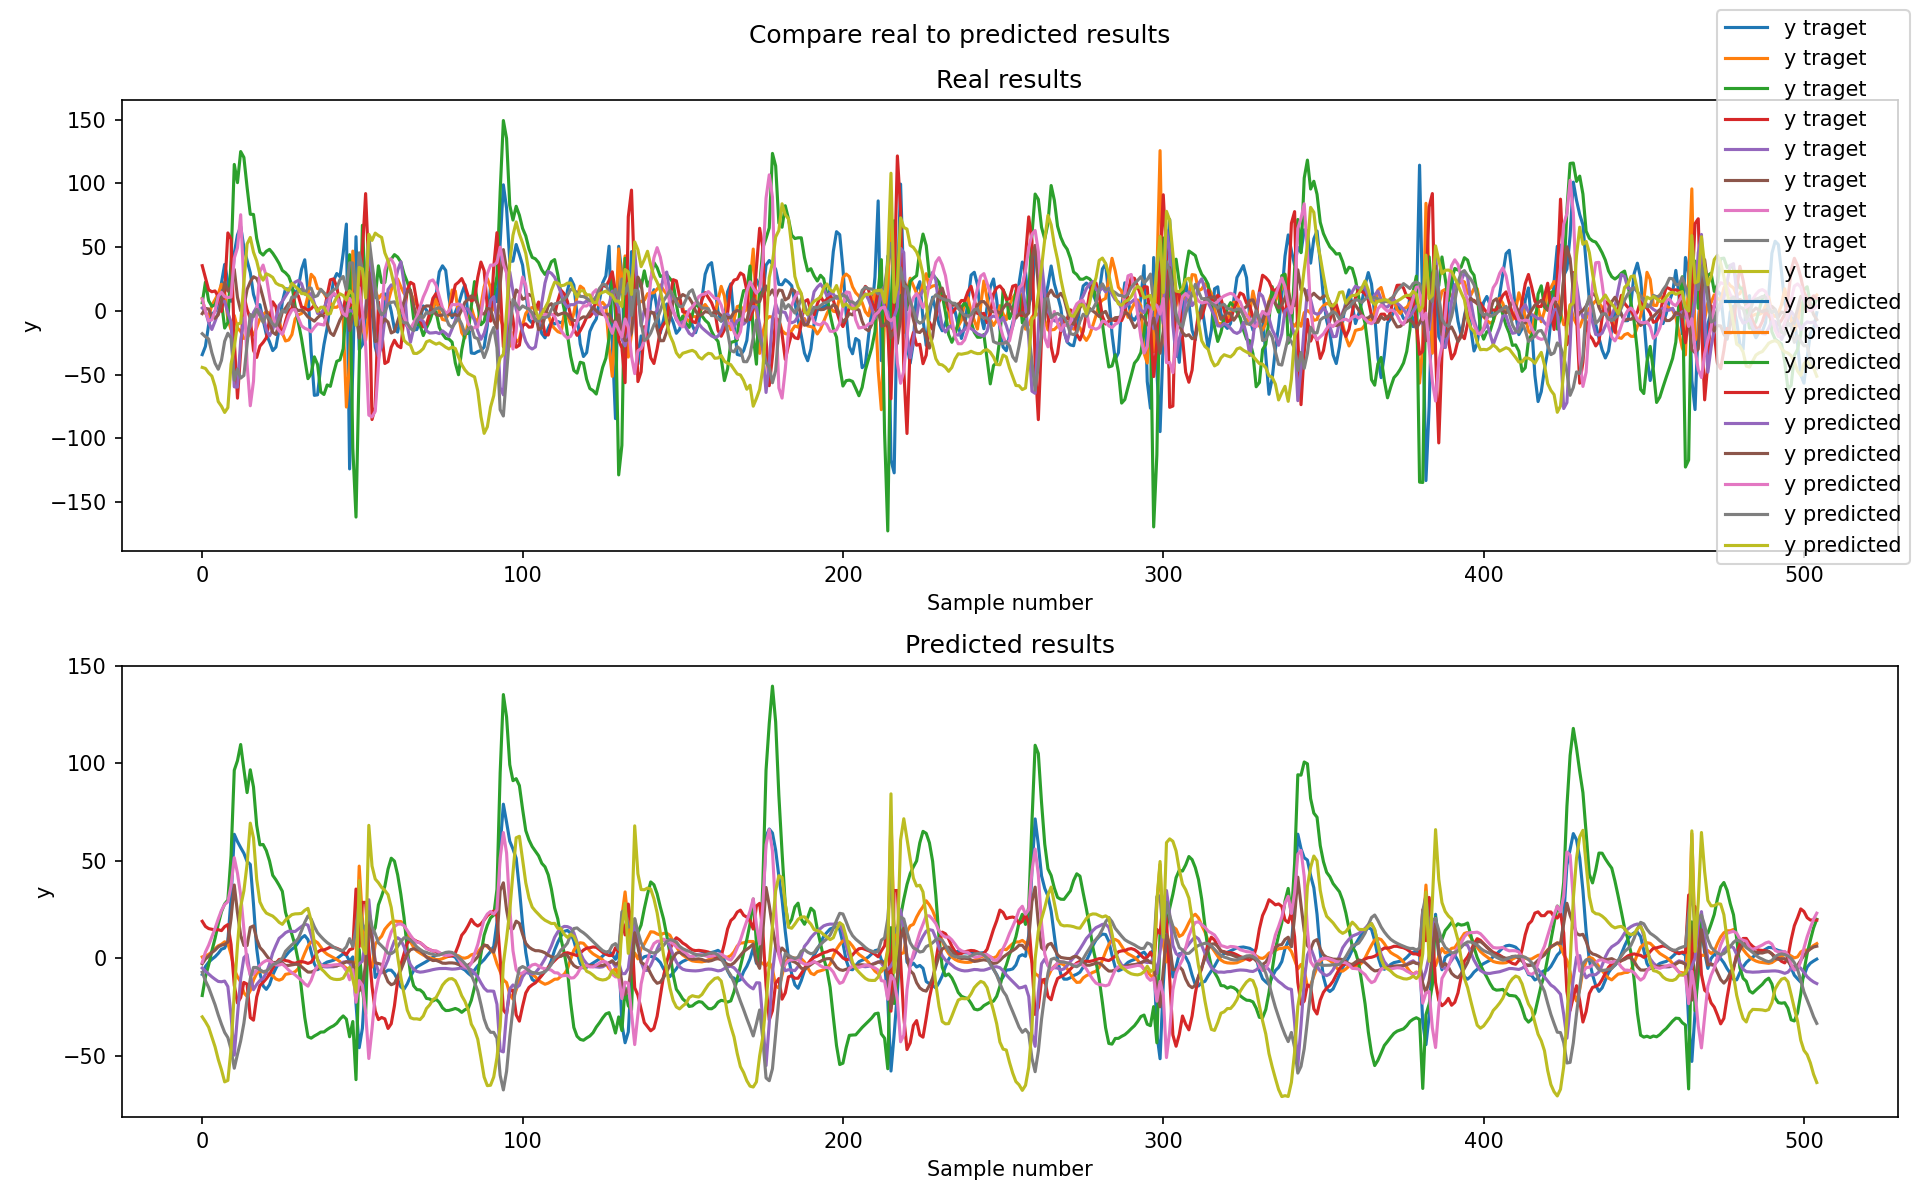 Compare real to predicted results
Real results
y traget
y traget
y traget
y traget
y traget
y traget
y traget
y traget
y traget
y predicted
y predicted
y predicted
y predicted
y predicted
y predicted
y predicted
y predicted
y predicted
150
100
50
0
−50
−100
−150
y
0 100 200 300 400 500
Sample number
Predicted results
150
100
50
0
−50
y
0 100 200 300 400 500
Sample number